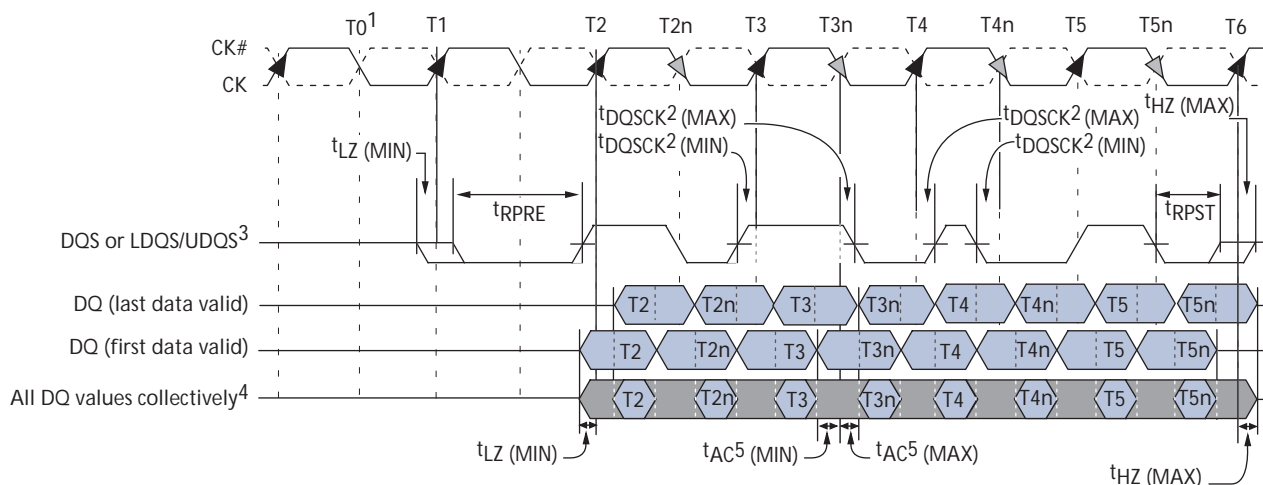 T0¹ T1 T2 T2n T3 T3n T4 T4n T5 T5n T6
CK#
CK
tDQSCK² (MAX) tDQSCK² (MAX) tHZ (MAX)
tLZ (MIN) tDQSCK² (MIN) tDQSCK² (MIN)
tRPRE tRPST
DQS or LDQS/UDQS³
DQ (last data valid) T2 T2n T3 T3n T4 T4n T5 T5n
DQ (first data valid) T2 T2n T3 T3n T4 T4n T5 T5n
All DQ values collectively⁴ T2 T2n T3 T3n T4 T4n T5 T5n
tLZ (MIN) tAC⁵ (MIN) tAC⁵ (MAX)
tHZ (MAX)